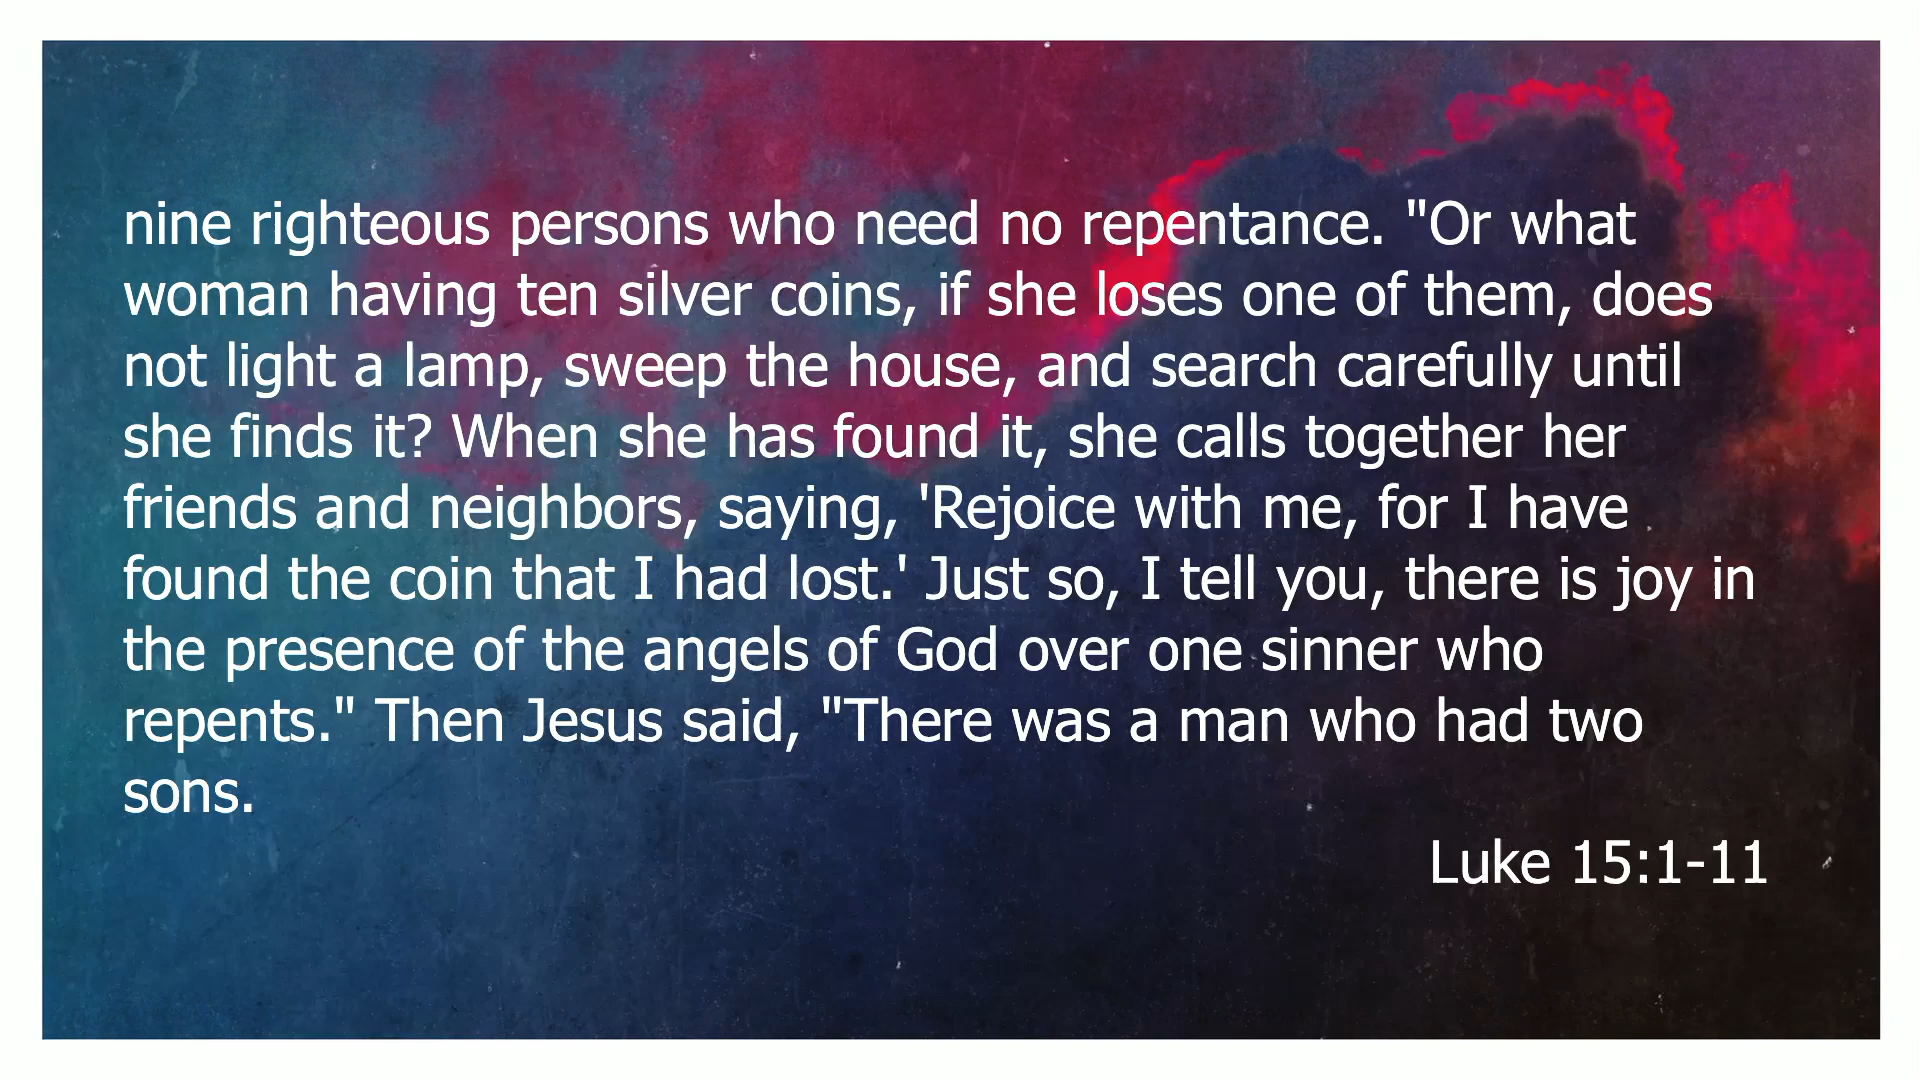 nine righteous persons who need no repentance. "Or what
woman having ten silver coins, if she loses one of them, does
not light a lamp, sweep the house, and search carefully until
she finds it? When she has found it, she calls together her
friends and neighbors, saying, 'Rejoice with me, for I have
found the coin that I had lost.' Just so, I tell you, there is joy in
the presence of the angels of God over one sinner who
repents." Then Jesus said, "There was a man who had two
sons.
Luke 15:1-11